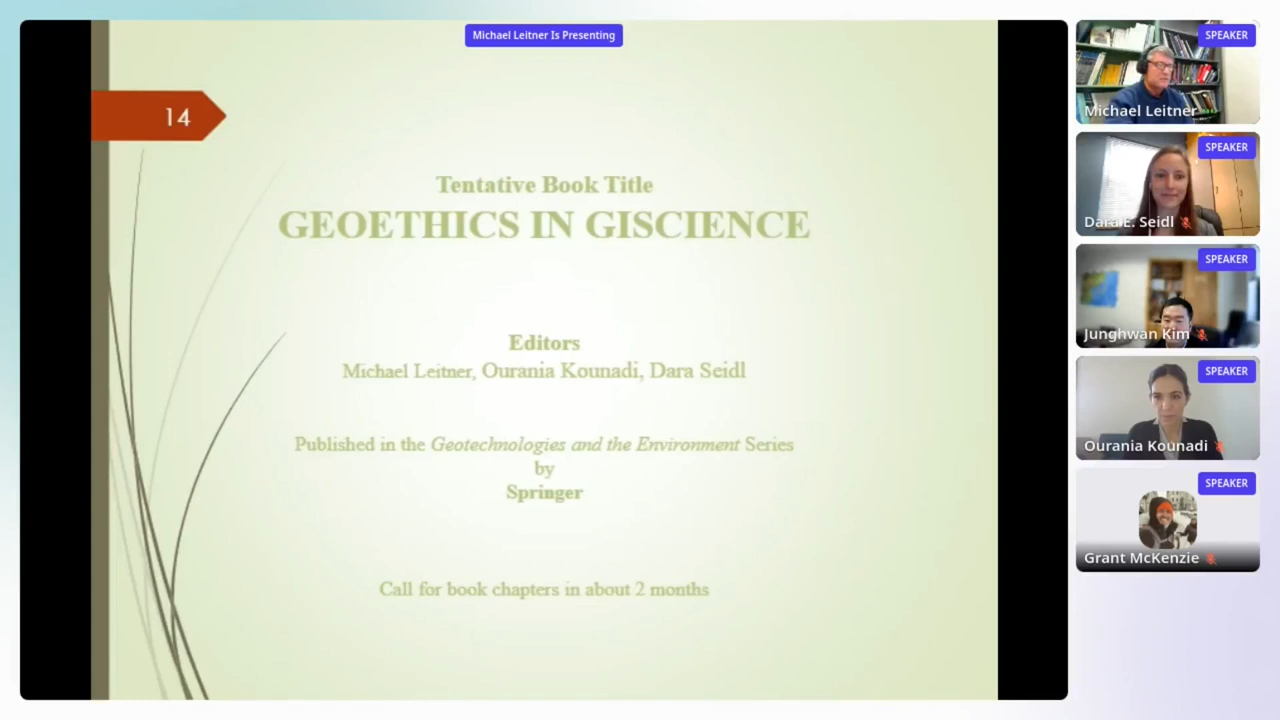 Michael Leitner Is Presenting
14
Tentative Book Title
GEOETHICS IN GISCIENCE
Editors
Michael Leitner, Ourania Kounadi, Dara Seidl
Published in the Geotechnologies and the Environment Series
by
Springer
Call for book chapters in about 2 months
SPEAKER
Michael Leitner
SPEAKER
Dara E. Seidl
SPEAKER
Junghwan Kim
SPEAKER
Ourania Kounadi
SPEAKER
Grant McKenzie